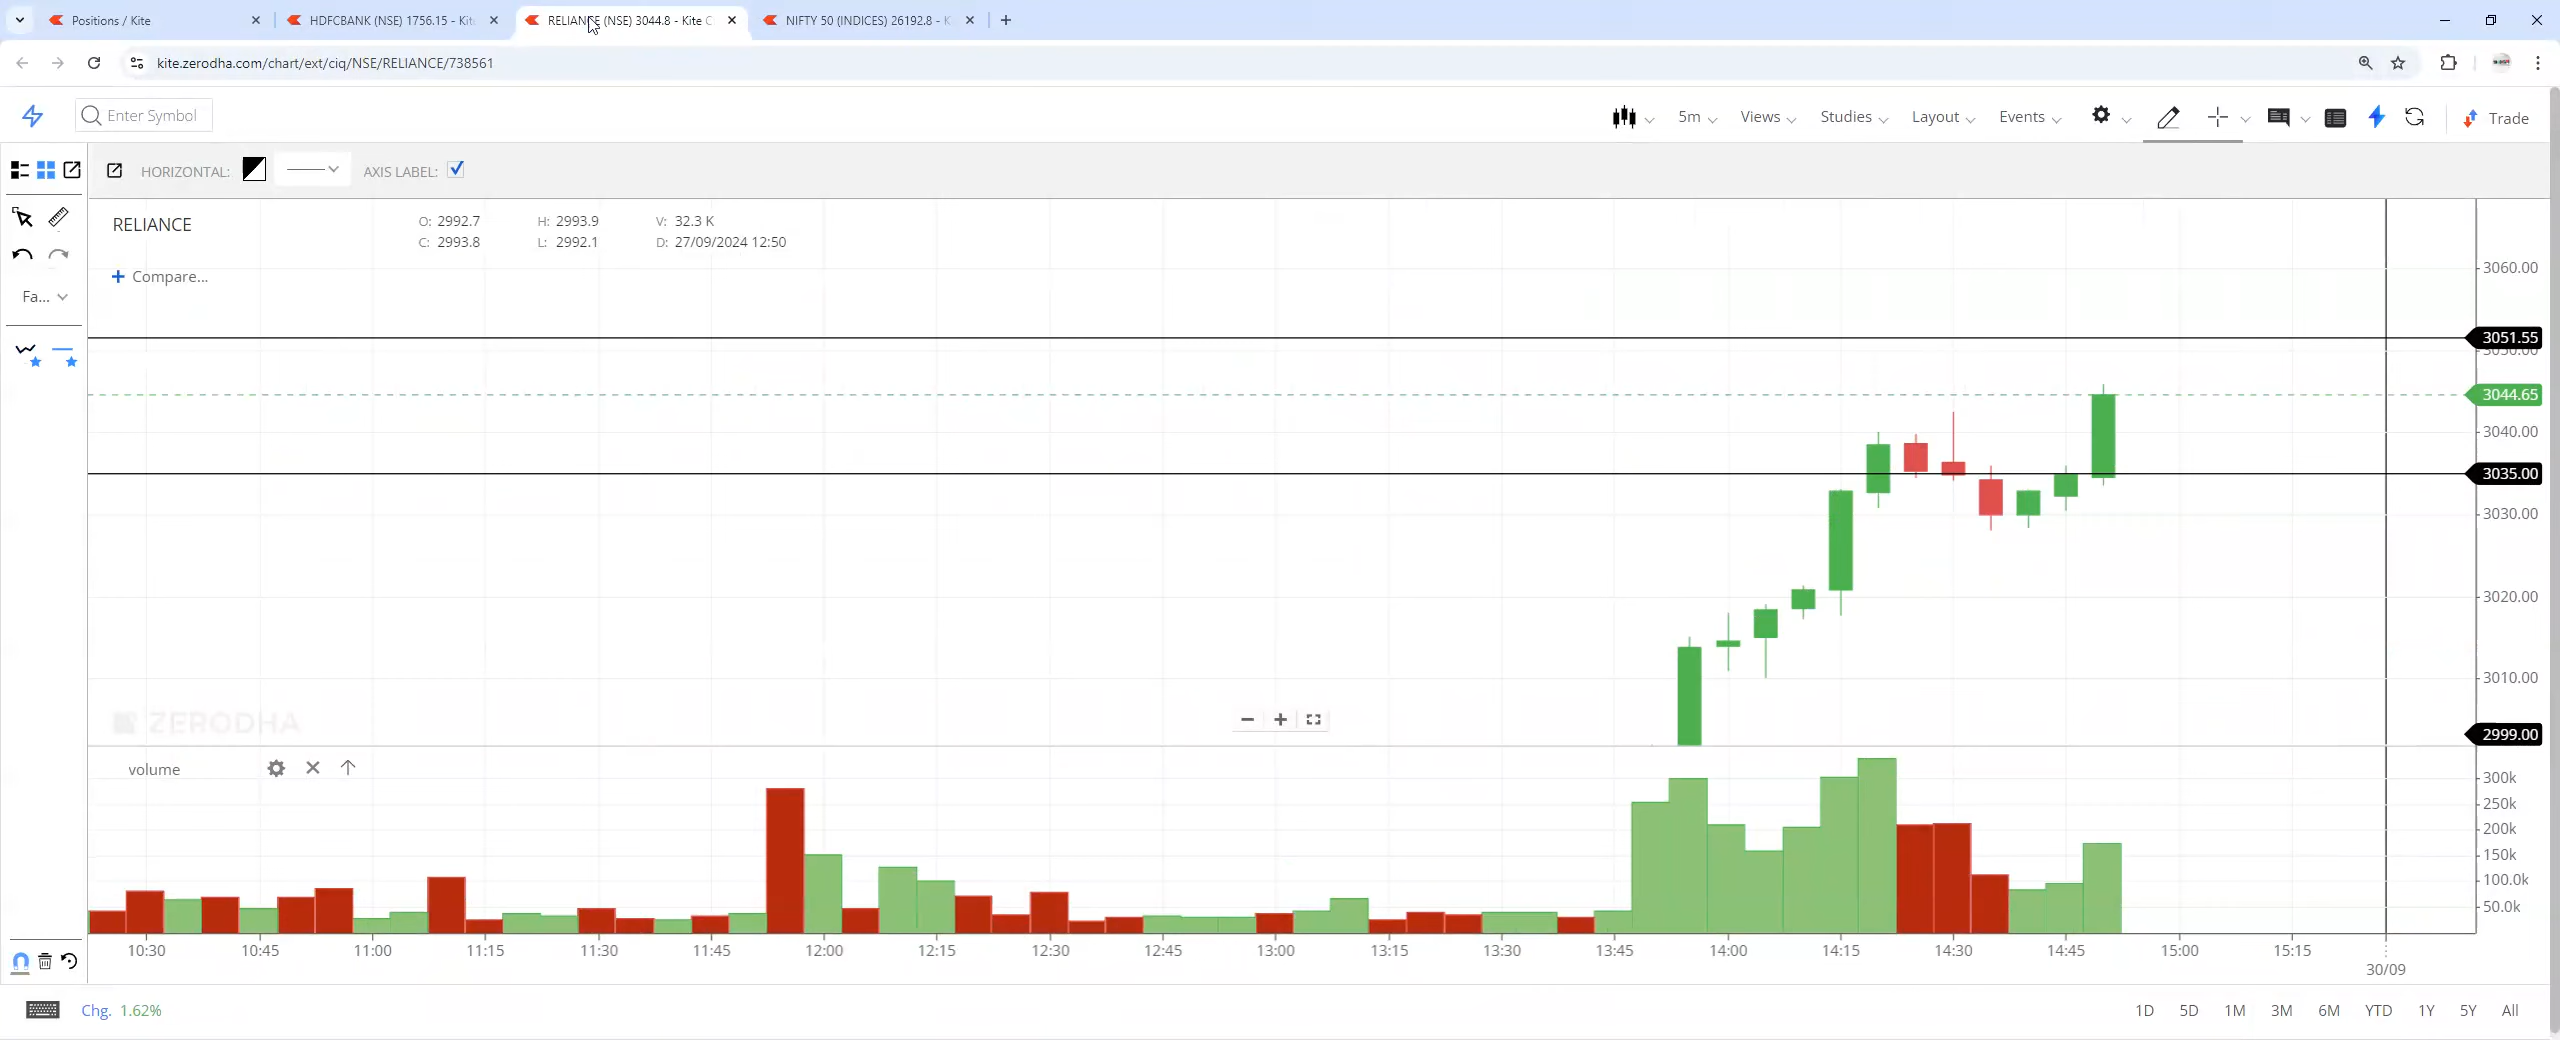 Positions / Kite
HDFCBANK (NSE) 1756.15 - Kit
RELIANCE (NSE) 3044.8 - Kite C
NIFTY 50 (INDICES) 26192.8 - K
kite.zerodha.com/chart/ext/ciq/NSE/RELIANCE/738561
Enter Symbol
5m
Views
Studies
Layout
Events
Trade
HORIZONTAL:
AXIS LABEL:
RELIANCE
O: 2992.7 H: 2993.9 V: 32.3 K
C: 2993.8 L: 2992.1 D: 27/09/2024 12:50
+ Compare...
Fa...
3060.00
3051.55
3050.00
3044.65
3040.00
3035.00
3030.00
3020.00
3010.00
2999.00
ZERODHA
volume
300k
250k
200k
150k
100.0k
50.0k
10:30 10:45 11:00 11:15 11:30 11:45 12:00 12:15 12:30 12:45 13:00 13:15 13:30 13:45 14:00 14:15 14:30 14:45 15:00 15:15
30/09
Chg. 1.62%
1D 5D 1M 3M 6M YTD 1Y 5Y All